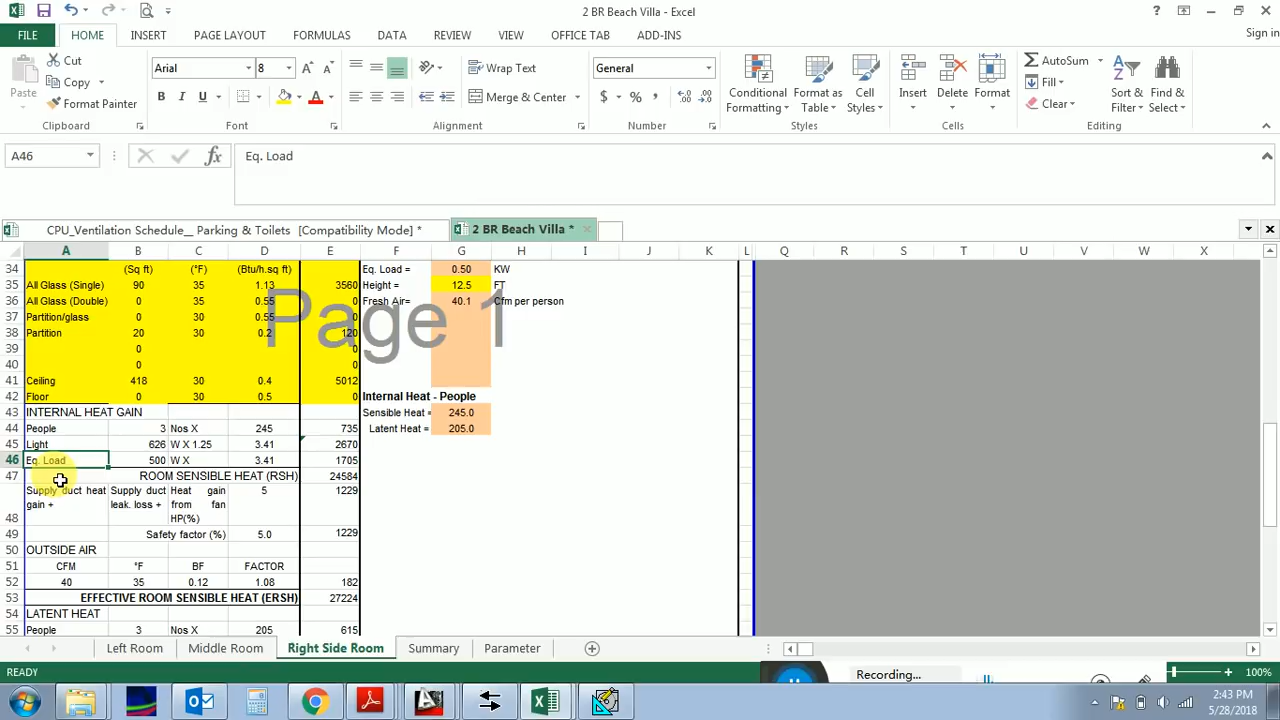 2 BR Beach Villa - Excel
FILE HOME INSERT PAGE LAYOUT FORMULAS DATA REVIEW VIEW OFFICE TAB ADD-INS Sign in
Cut
Copy
Format Painter
Paste
Clipboard
Arial 8
B I U
Font
Wrap Text
Merge & Center
Alignment
General
$ % ,
Number
Conditional Formatting
Format as Table
Cell Styles
Styles
Insert Delete Format
Cells
AutoSum
Fill
Clear
Sort & Filter
Find & Select
Editing
A46 fx Eq. Load
CPU_Ventilation Schedule__ Parking & Toilets [Compatibility Mode] *
2 BR Beach Villa *
A B C D E F G H I J K L Q R S T U V W X
34 (Sq ft) (°F) (Btu/h.sq ft) Eq. Load = 0.50 KW
35 All Glass (Single) 90 35 1.13 3560 Height = 12.5 FT
36 All Glass (Double) 0 35 0.55 0 Fresh Air= 40.1 Cfm per person
37 Partition/glass 0 30 0.55 0
38 Partition 20 30 0.2 120
Page 1
39 0
40 0
41 Ceiling 418 30 0.4 5012
42 Floor 0 30 0.5 0 Internal Heat - People
43 INTERNAL HEAT GAIN Sensible Heat = 245.0
44 People 3 Nos X 245 735 Latent Heat = 205.0
45 Light 626 W X 1.25 3.41 2670
46 Eq. Load 500 W X 3.41 1705
47 ROOM SENSIBLE HEAT (RSH) 24584
48 Supply duct heat gain + Supply duct leak. loss + Heat gain from fan HP(%) 5 1229
49 Safety factor (%) 5.0 1229
50 OUTSIDE AIR
51 CFM °F BF FACTOR
52 40 35 0.12 1.08 182
53 EFFECTIVE ROOM SENSIBLE HEAT (ERSH) 27224
54 LATENT HEAT
55 People 3 Nos X 205 615
Left Room Middle Room Right Side Room Summary Parameter
READY
Recording...
100%
2:43 PM
5/28/2018